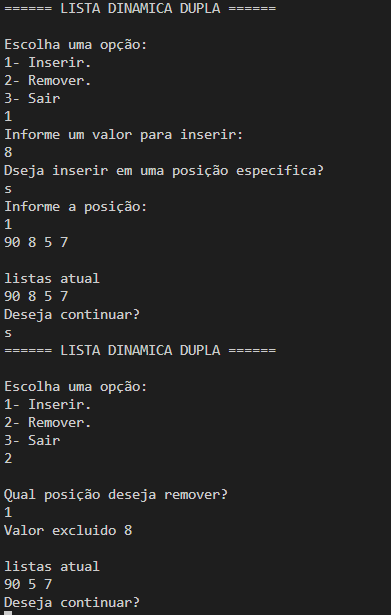 ====== LISTA DINAMICA DUPLA ======
Escolha uma opção:
1- Inserir.
2- Remover.
3- Sair
1
Informe um valor para inserir:
8
Dseja inserir em uma posição especifica?
s
Informe a posição:
1
90 8 5 7
listas atual
90 8 5 7
Deseja continuar?
s
====== LISTA DINAMICA DUPLA ======
Escolha uma opção:
1- Inserir.
2- Remover.
3- Sair
2
Qual posição deseja remover?
1
Valor excluido 8
listas atual
90 5 7
Deseja continuar?